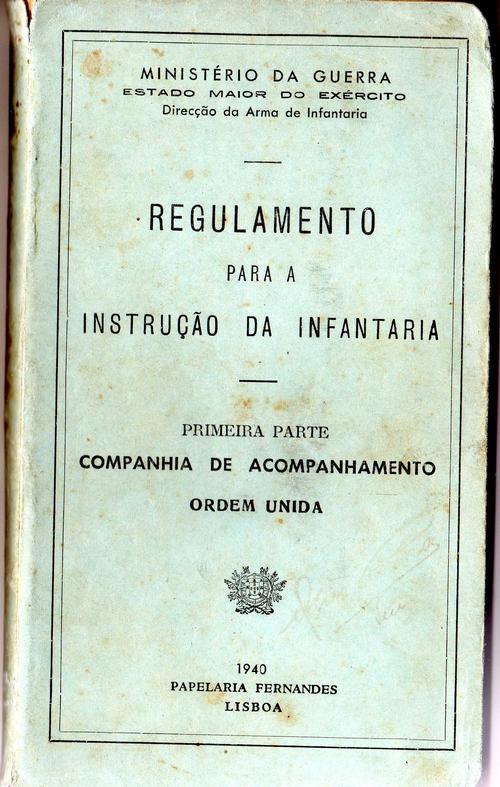 MINISTÉRIO DA GUERRA
ESTADO MAIOR DO EXÉRCITO
Direcção da Arma de Infantaria
REGULAMENTO
PARA A
INSTRUÇÃO DA INFANTARIA
PRIMEIRA PARTE
COMPANHIA DE ACOMPANHAMENTO
ORDEM UNIDA
1940
PAPELARIA FERNANDES
LISBOA